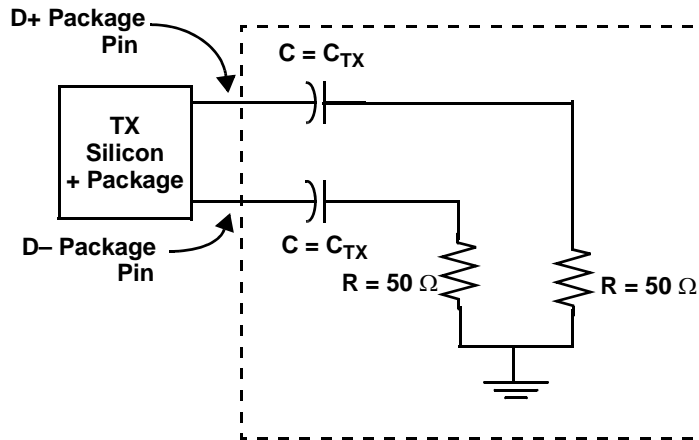 D+ Package
Pin
C = CTX
TX
Silicon
+ Package
D– Package
Pin
C = CTX
R = 50 Ω
R = 50 Ω